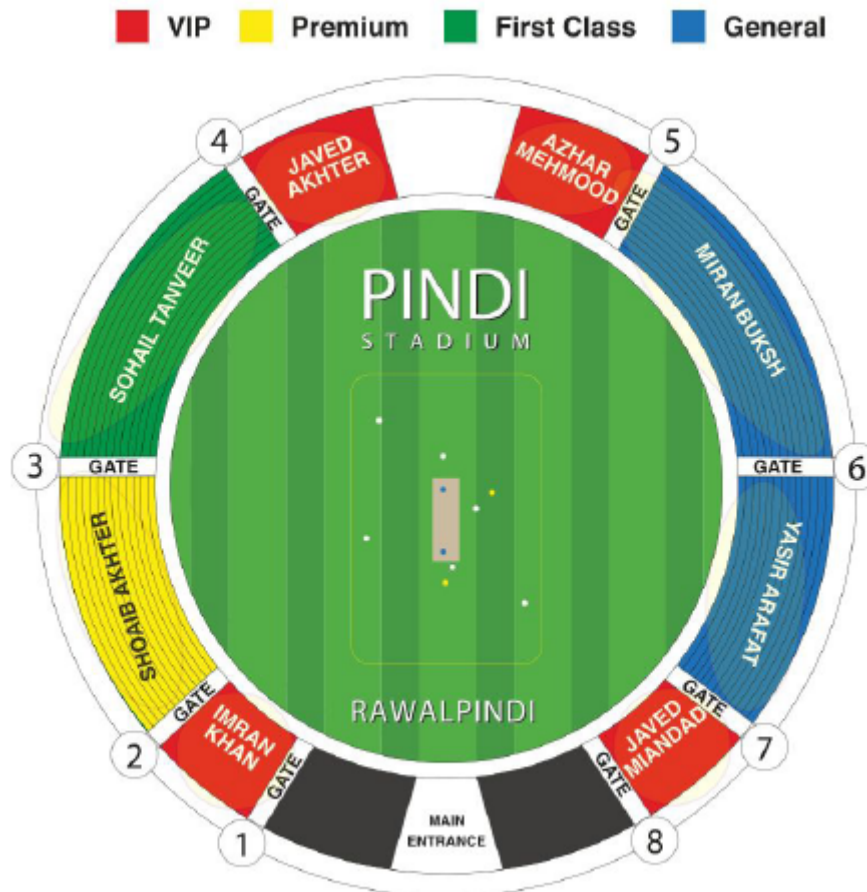 VIP Premium First Class General
4
5
JAVED
AKHTER
AZHAR
MEHMOOD
GATE
GATE
SOHAIL TANVEER
MIRAN BUKSH
PINDI
STADIUM
3
GATE
GATE
6
SHOAIB AKHTER
YASIR ARAFAT
GATE
GATE
RAWALPINDI
2
IMRAN
KHAN
JAVED
MIANDAD
7
GATE
GATE
MAIN
ENTRANCE
1
8